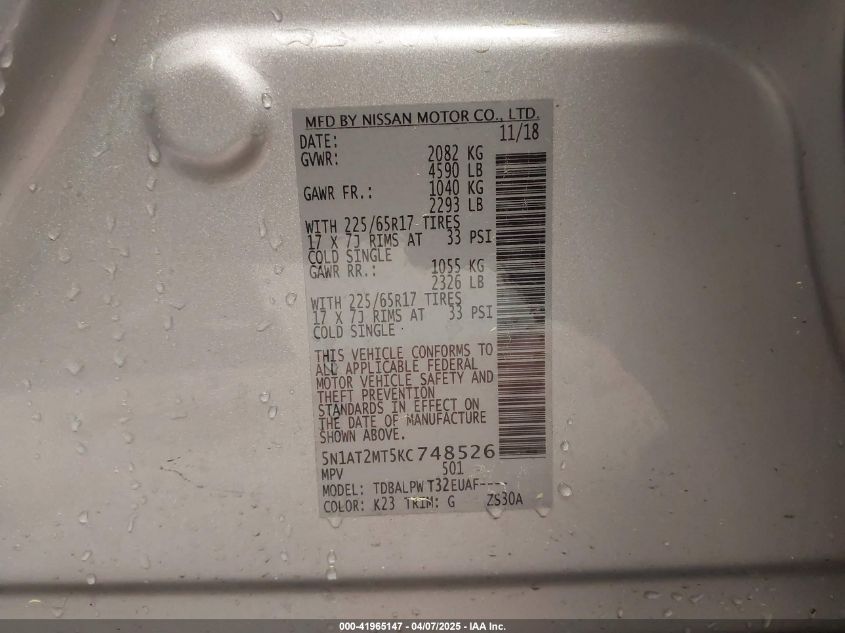 MFD BY NISSAN MOTOR CO., LTD.
DATE: 11/18
GVWR: 2082 KG
4590 LB
GAWR FR.: 1040 KG
2293 LB
WITH 225/65R17 TIRES
17 X 7J RIMS AT 33 PSI
COLD SINGLE
GAWR RR.: 1055 KG
2326 LB
WITH 225/65R17 TIRES
17 X 7J RIMS AT 33 PSI
COLD SINGLE
THIS VEHICLE CONFORMS TO
ALL APPLICABLE FEDERAL
MOTOR VEHICLE SAFETY AND
THEFT PREVENTION
STANDARDS IN EFFECT ON
THE DATE OF MANUFACTURE
SHOWN ABOVE.
5N1AT2MT5KC748526
MPV 501
MODEL: TDBALPWT32EUAF----
COLOR: K23 TRIM: G ZS30A
000-41965147 - 04/07/2025 - IAA Inc.